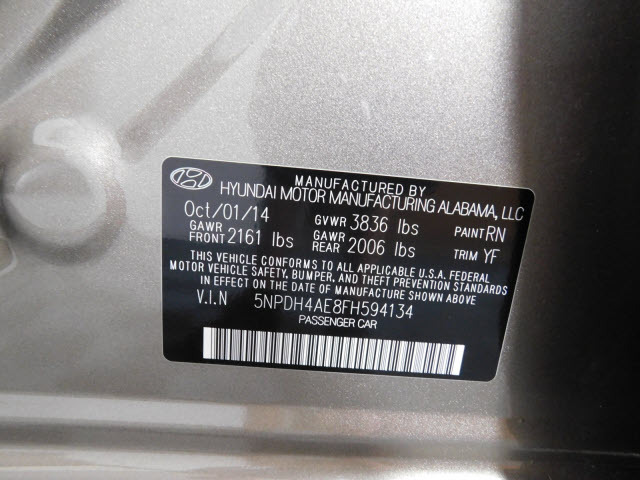 MANUFACTURED BY
HYUNDAI MOTOR MANUFACTURING ALABAMA, LLC
Oct/01/14 GVWR 3836 lbs PAINT RN
GAWR FRONT 2161 lbs GAWR REAR 2006 lbs TRIM YF
THIS VEHICLE CONFORMS TO ALL APPLICABLE U.S.A. FEDERAL
MOTOR VEHICLE SAFETY, BUMPER, AND THEFT PREVENTION STANDARDS
IN EFFECT ON THE DATE OF MANUFACTURE SHOWN ABOVE.
V.I.N 5NPDH4AE8FH594134
PASSENGER CAR